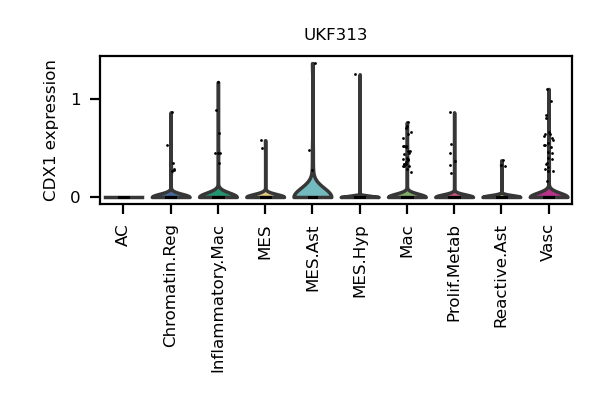 UKF313
CDX1 expression
1
0
AC
Chromatin.Reg
Inflammatory.Mac
MES
MES.Ast
MES.Hyp
Mac
Prolif.Metab
Reactive.Ast
Vasc